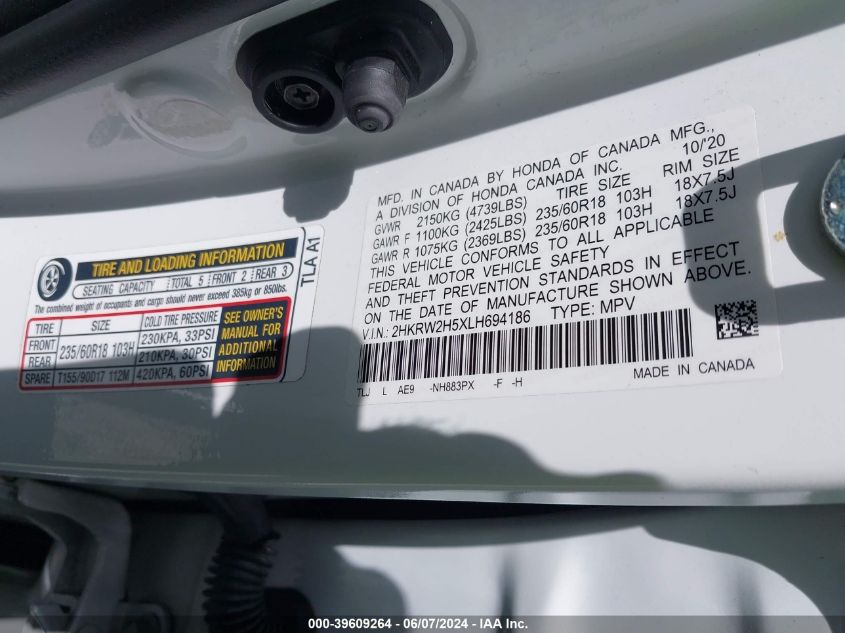 MFD. IN CANADA BY HONDA OF CANADA MFG.,
A DIVISION OF HONDA CANADA INC. 10/'20
GVWR 2150KG (4739LBS) TIRE SIZE RIM SIZE
GAWR F 1100KG (2425LBS) 235/60R18 103H 18X7.5J
GAWR R 1075KG (2369LBS) 235/60R18 103H 18X7.5J
THIS VEHICLE CONFORMS TO ALL APPLICABLE
FEDERAL MOTOR VEHICLE SAFETY
AND THEFT PREVENTION STANDARDS IN EFFECT
ON THE DATE OF MANUFACTURE SHOWN ABOVE.
V.I.N: 2HKRW2H5XLH694186 TYPE: MPV
TLJ L AE9 -NH883PX -F -H
MADE IN CANADA
TIRE AND LOADING INFORMATION
SEATING CAPACITY TOTAL 5 FRONT 2 REAR 3
The combined weight of occupants and cargo should never exceed 385kg or 850lbs.
TIRE SIZE COLD TIRE PRESSURE
FRONT 235/60R18 103H 230KPA, 33PSI
REAR 210KPA, 30PSI
SPARE T155/90D17 112M 420KPA, 60PSI
SEE OWNER'S
MANUAL FOR
ADDITIONAL
INFORMATION
TLA A1
000-39609264 - 06/07/2024 - IAA Inc.